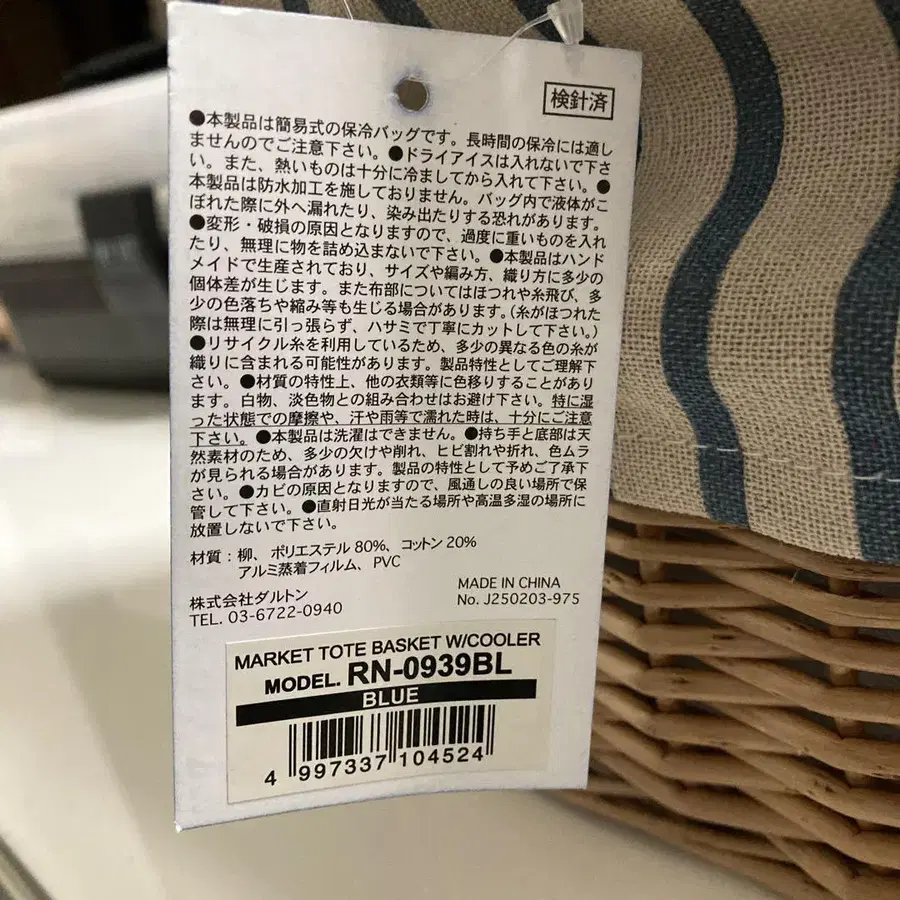 検針済
●本製品は簡易式の保冷バッグです。長時間の保冷には適し
ませんのでご注意下さい。●ドライアイスは入れないで下さ
い。また、熱いものは十分に冷ましてから入れて下さい。●
本製品は防水加工を施しておりません。バッグ内で液体がこ
ぼれた際に外へ漏れたり、染み出たりする恐れがあります。
●変形・破損の原因となりますので、過度に重いものを入れ
たり、無理に物を詰め込まないで下さい。●本製品はハンド
メイドで生産されており、サイズや編み方、織り方に多少の
個体差が生じます。また布部についてはほつれや糸飛び、多
少の色落ちや縮み等も生じる場合があります。（糸がほつれた
際は無理に引っ張らず、ハサミで丁寧にカットして下さい。）
●リサイクル糸を利用しているため、多少の異なる色の糸が
織りに含まれる可能性があります。製品特性としてご理解下
さい。●材質の特性上、他の衣類等に色移りすることがあり
ます。白物、淡色物との組み合わせはお避け下さい。特に湿
った状態での摩擦や、汗や雨等で濡れた時は、十分にご注意
下さい。●本製品は洗濯はできません。●持ち手と底部は天
然素材のため、多少の欠けや削れ、ヒビ割れや折れ、色ムラ
が見られる場合があります。製品の特性として予めご了承下
さい。●カビの原因となりますので、風通しの良い場所で保
管して下さい。●直射日光が当たる場所や高温多湿の場所に
放置しないで下さい。
材質：柳、ポリエステル 80%、コットン 20%
アルミ蒸着フィルム、PVC
株式会社ダルトン
TEL. 03-6722-0940
MADE IN CHINA
No. J250203-975
MARKET TOTE BASKET W/COOLER
MODEL. RN-0939BL
BLUE
4 997337 104524